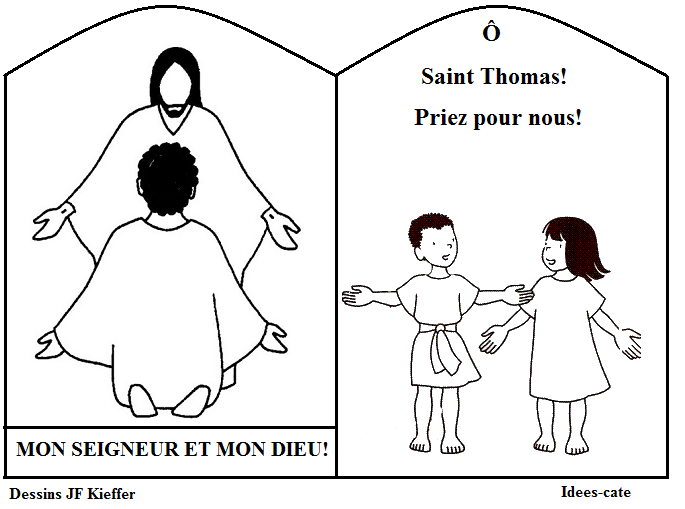 Ô
Saint Thomas!
Priez pour nous!
MON SEIGNEUR ET MON DIEU!
Dessins JF Kieffer
Idees-cate